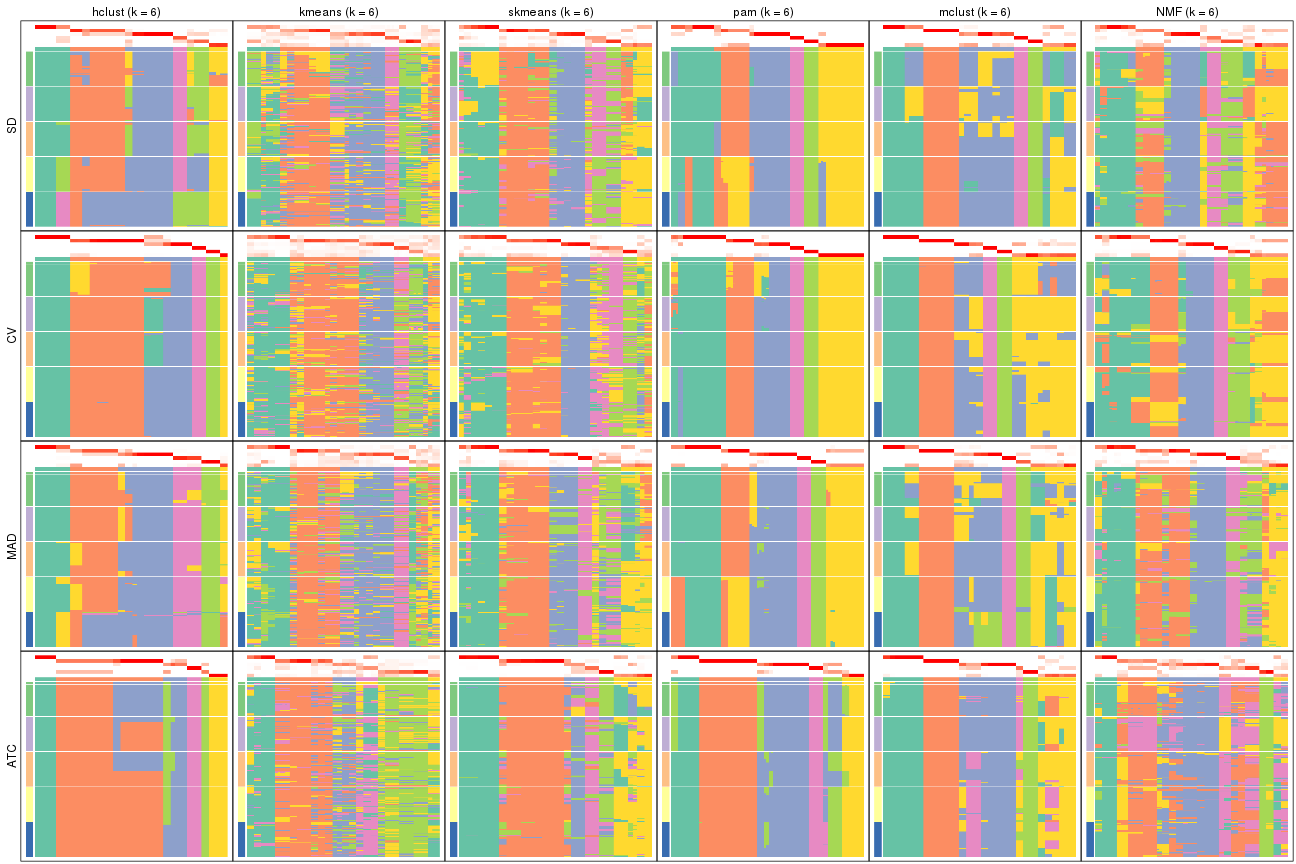 hclust (k = 6) kmeans (k = 6) skmeans (k = 6) pam (k = 6) mclust (k = 6) NMF (k = 6)
SD
CV
MAD
ATC